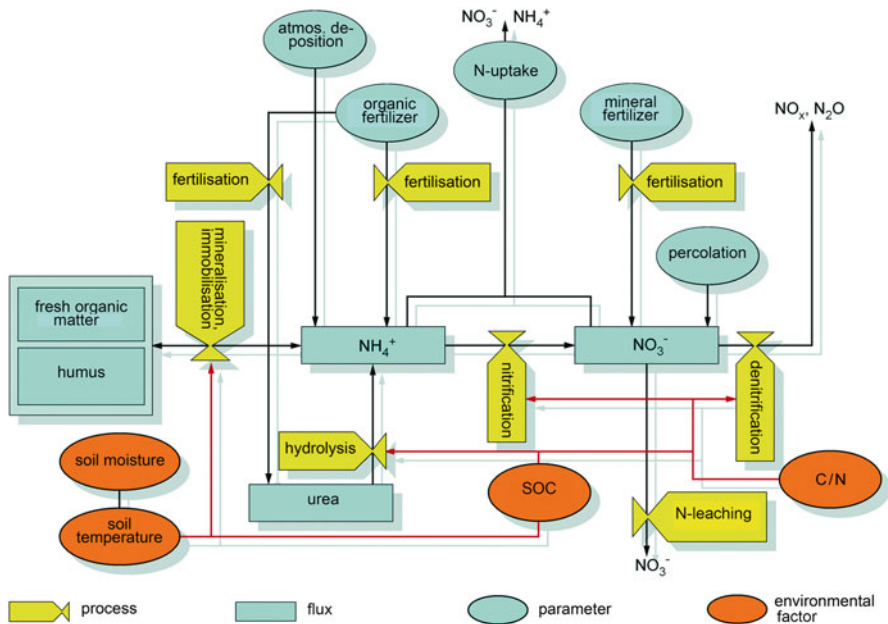 NO₃⁻ NH₄⁺
atmos. de-
position
N-uptake
organic
fertilizer
mineral
fertilizer
NOₓ, N₂O
fertilisation
fertilisation
fertilisation
mineralisation,
immobilisation
percolation
fresh organic
matter
humus
NH₄⁺
NO₃⁻
nitrification
denitrification
hydrolysis
soil moisture
urea
SOC
C/N
soil
temperature
N-leaching
NO₃⁻
process
flux
parameter
environmental
factor